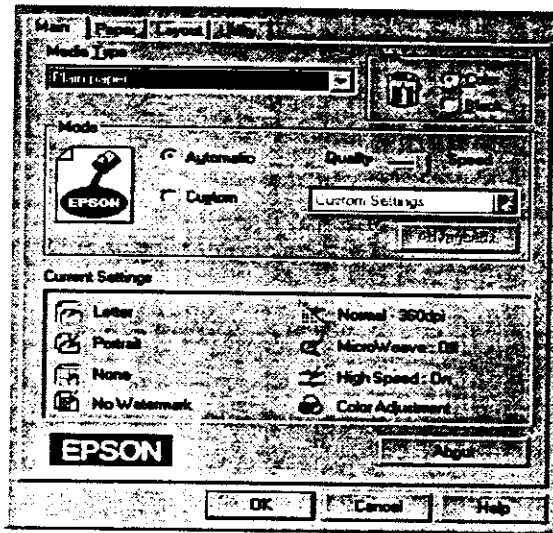 Main Paper Layout Utility
Media Type
Plain paper
Color
Black
Mode
EPSON
Automatic
Quality Speed
Custom
Custom Settings
Advanced
Current Settings
Letter
Normal - 360dpi
Portrait
MicroWeave : Off
None
High Speed : On
No Watermark
Color Adjustment
EPSON
About
OK Cancel Help